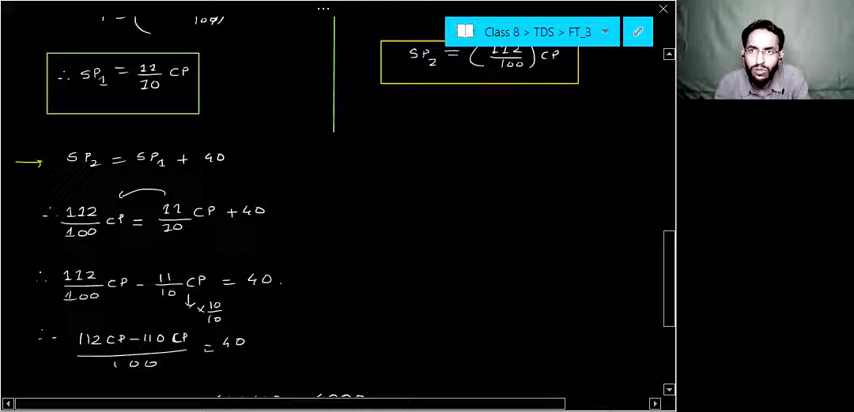 Class 8 > TDS > FT_3
∴ SP₁ = 11/10 CP
SP₂ = (112/100) CP
→ SP₂ = SP₁ + 40
∴ 112/100 CP = 11/10 CP + 40
∴ 112/100 CP - 11/10 CP = 40.
× 10/10
∴ 112 CP - 110 CP / 100 = 40